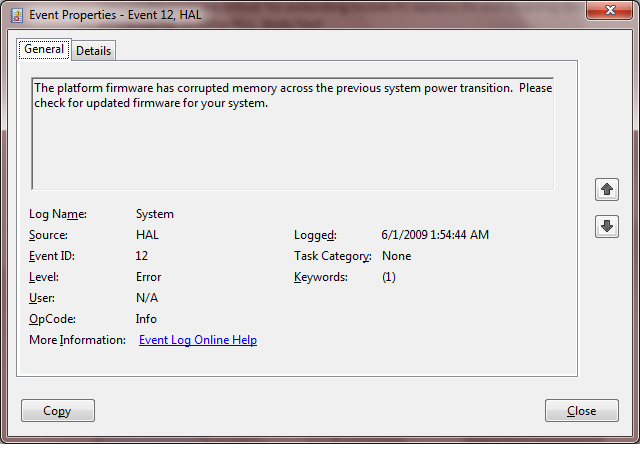 Event Properties - Event 12, HAL
General
Details
The platform firmware has corrupted memory across the previous system power transition.  Please
check for updated firmware for your system.
Log Name: System
Source: HAL Logged: 6/1/2009 1:54:44 AM
Event ID: 12 Task Category: None
Level: Error Keywords: (1)
User: N/A
OpCode: Info
More Information: Event Log Online Help
Copy
Close